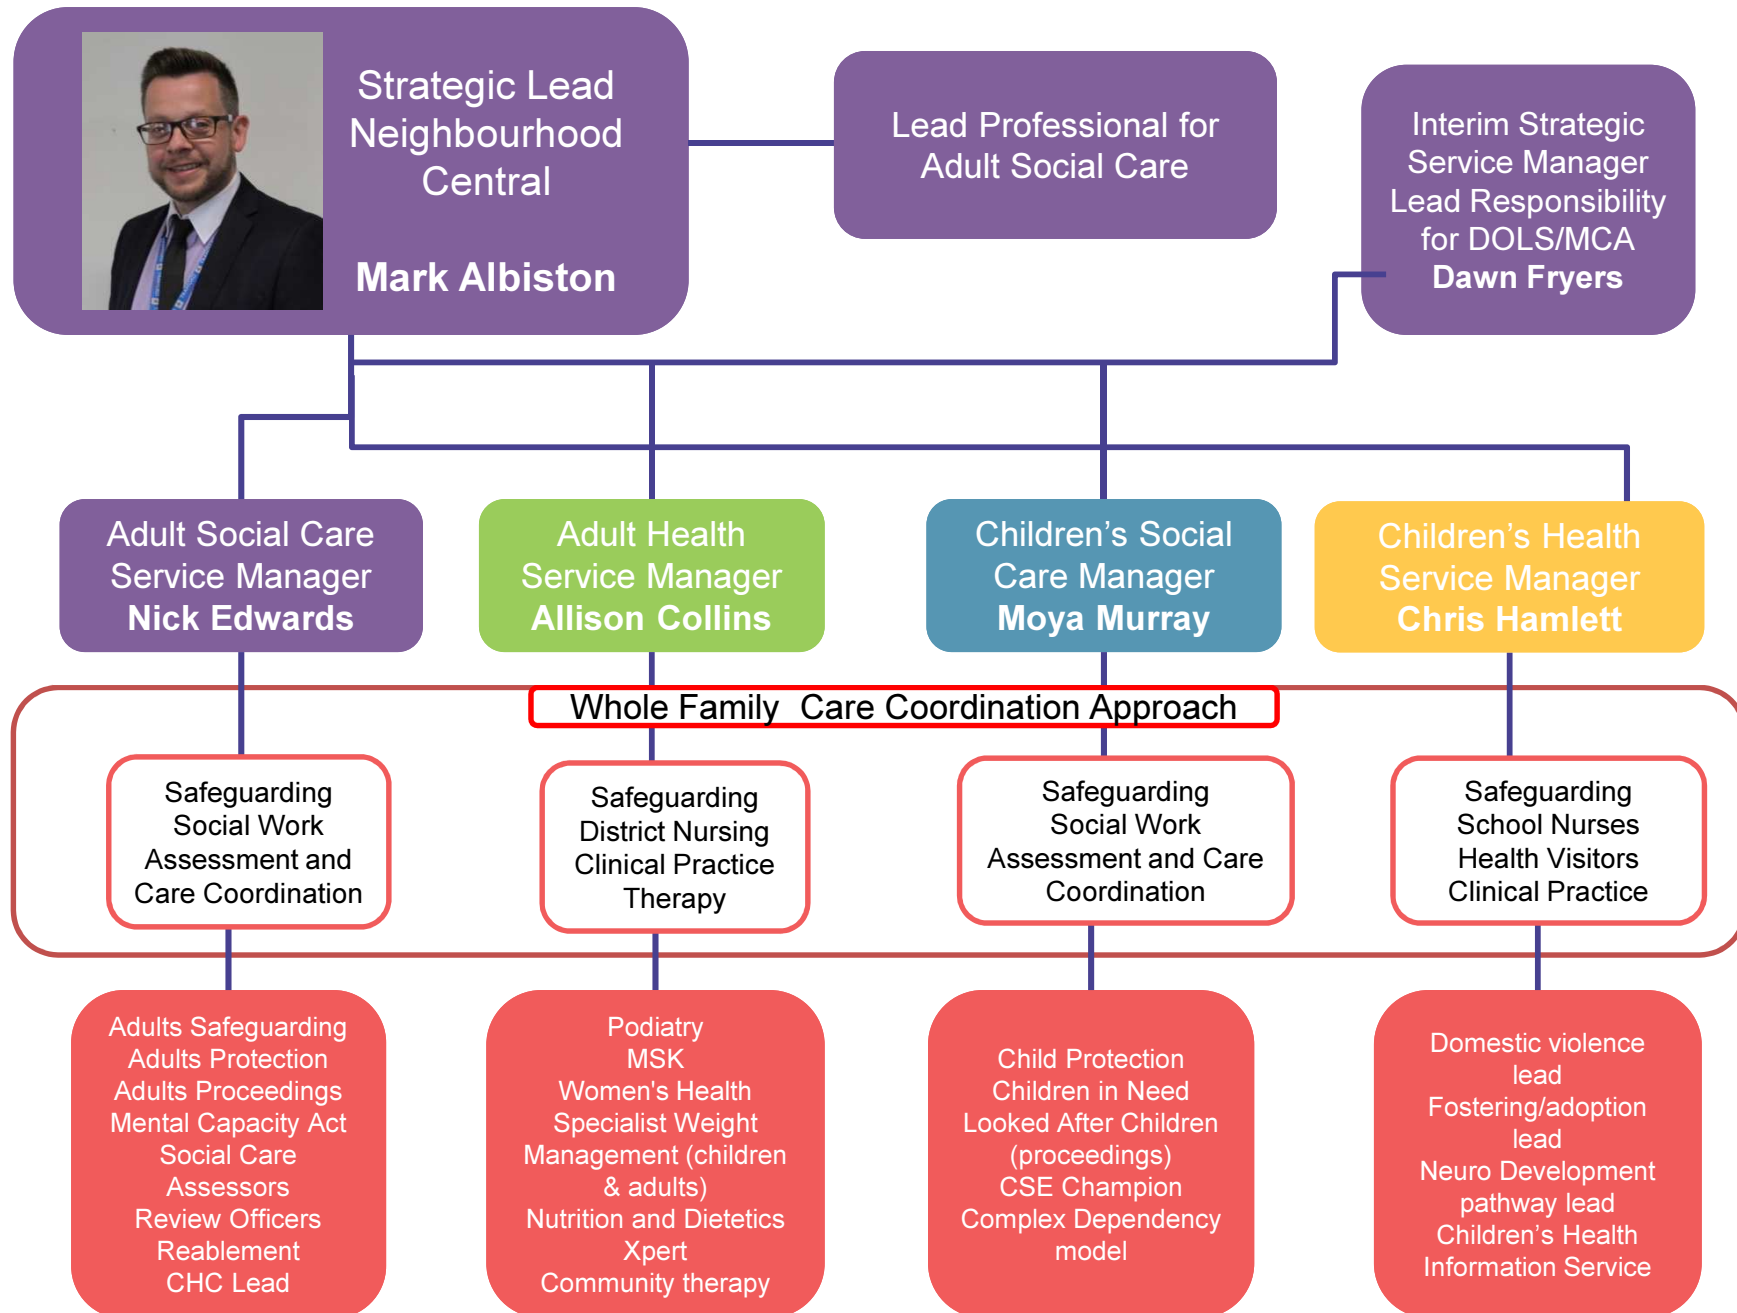 Strategic Lead
Neighbourhood
Central
Mark Albiston
Lead Professional for
Adult Social Care
Interim Strategic
Service Manager
Lead Responsibility
for DOLS/MCA
Dawn Fryers
Adult Social Care
Service Manager
Nick Edwards
Adult Health
Service Manager
Allison Collins
Children’s Social
Care Manager
Moya Murray
Children’s Health
Service Manager
Chris Hamlett
Whole Family  Care Coordination Approach
Safeguarding
Social Work
Assessment and
Care Coordination
Safeguarding
District Nursing
Clinical Practice
Therapy
Safeguarding
Social Work
Assessment and Care
Coordination
Safeguarding
School Nurses
Health Visitors
Clinical Practice
Adults Safeguarding
Adults Protection
Adults Proceedings
Mental Capacity Act
Social Care
Assessors
Review Officers
Reablement
CHC Lead
Podiatry
MSK
Women's Health
Specialist Weight
Management (children
& adults)
Nutrition and Dietetics
Xpert
Community therapy
Child Protection
Children in Need
Looked After Children
(proceedings)
CSE Champion
Complex Dependency
model
Domestic violence
lead
Fostering/adoption
lead
Neuro Development
pathway lead
Children’s Health
Information Service